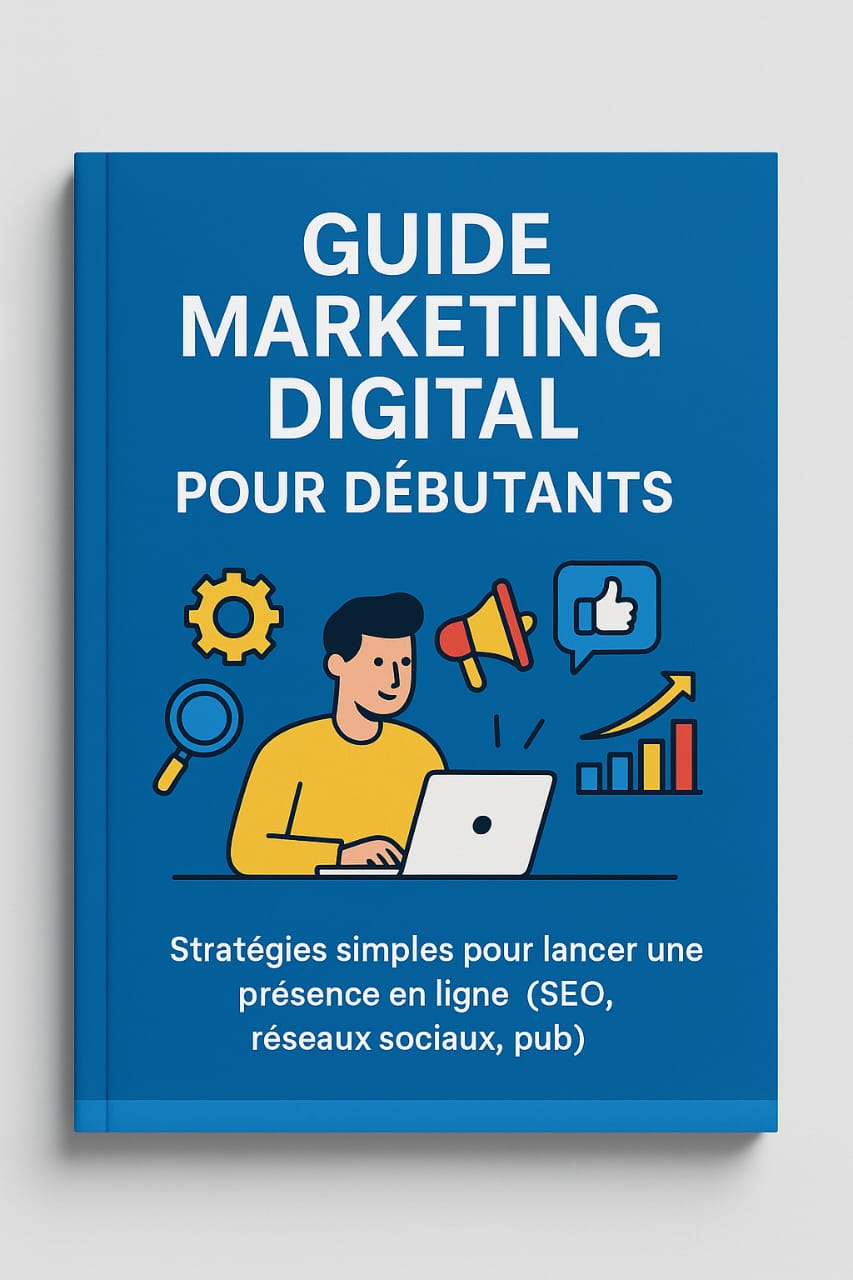 GUIDE
MARKETING
DIGITAL
POUR DÉBUTANTS
Stratégies simples pour lancer une
présence en ligne (SEO,
réseaux sociaux, pub)